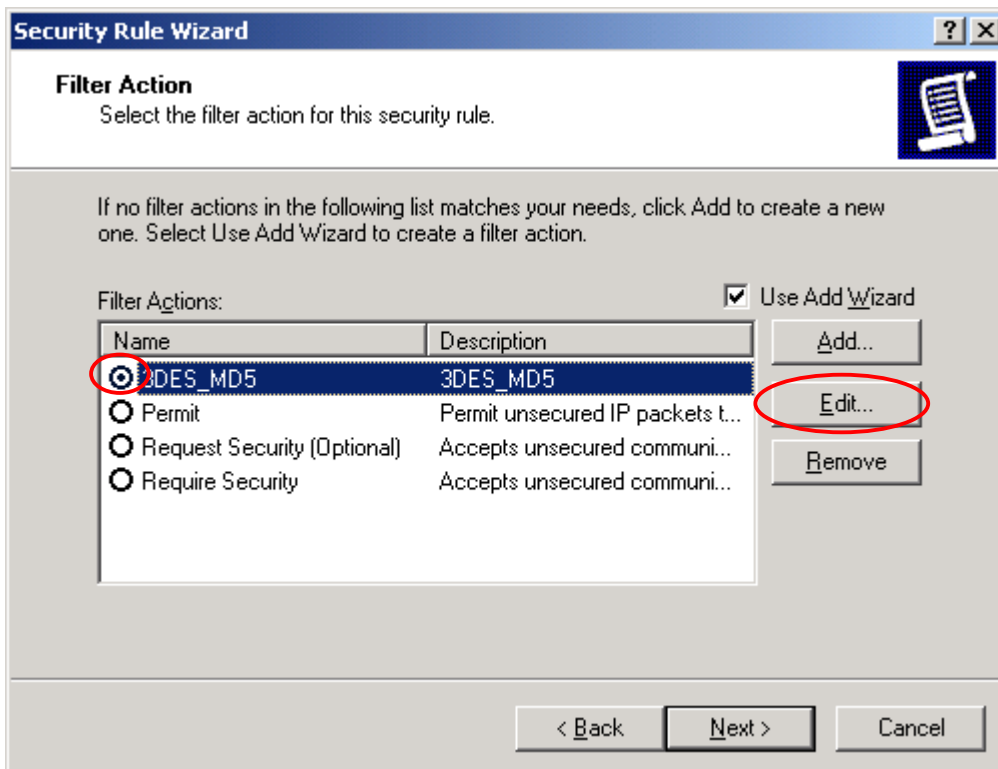 Security Rule Wizard
Filter Action
Select the filter action for this security rule.
If no filter actions in the following list matches your needs, click Add to create a new
one. Select Use Add Wizard to create a filter action.
Filter Actions:
Use Add Wizard
Name Description
3DES_MD5 3DES_MD5
Permit Permit unsecured IP packets t...
Request Security (Optional) Accepts unsecured communi...
Require Security Accepts unsecured communi...
Add...
Edit...
Remove
< Back Next > Cancel